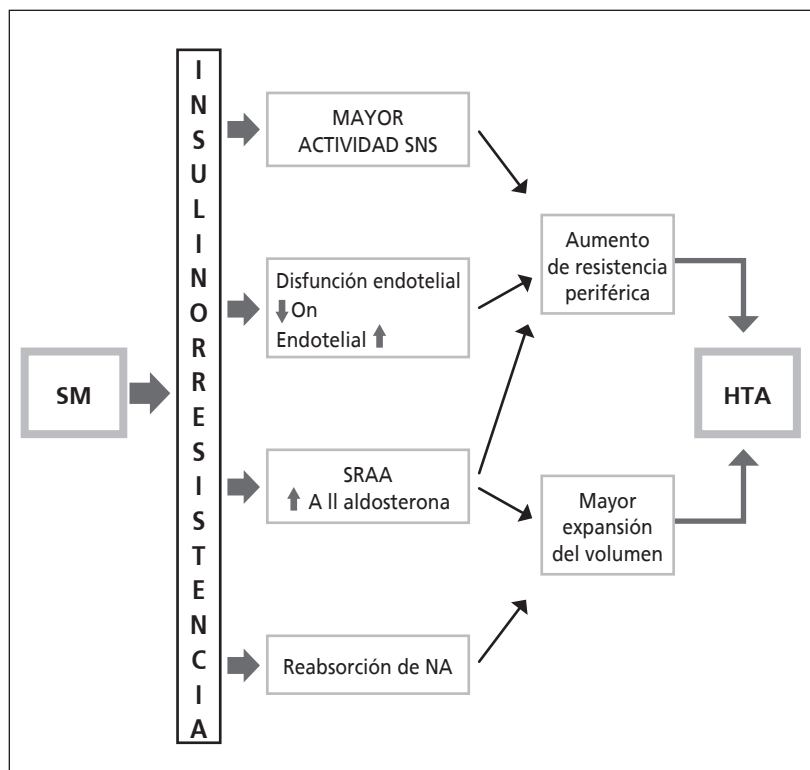 SM
INSULINORRESISTENCIA
MAYOR
ACTIVIDAD SNS
Disfunción endotelial
On
Endotelial
SRAA
A ll aldosterona
Reabsorción de NA
Aumento
de resistencia
periférica
Mayor
expansión
del volumen
HTA